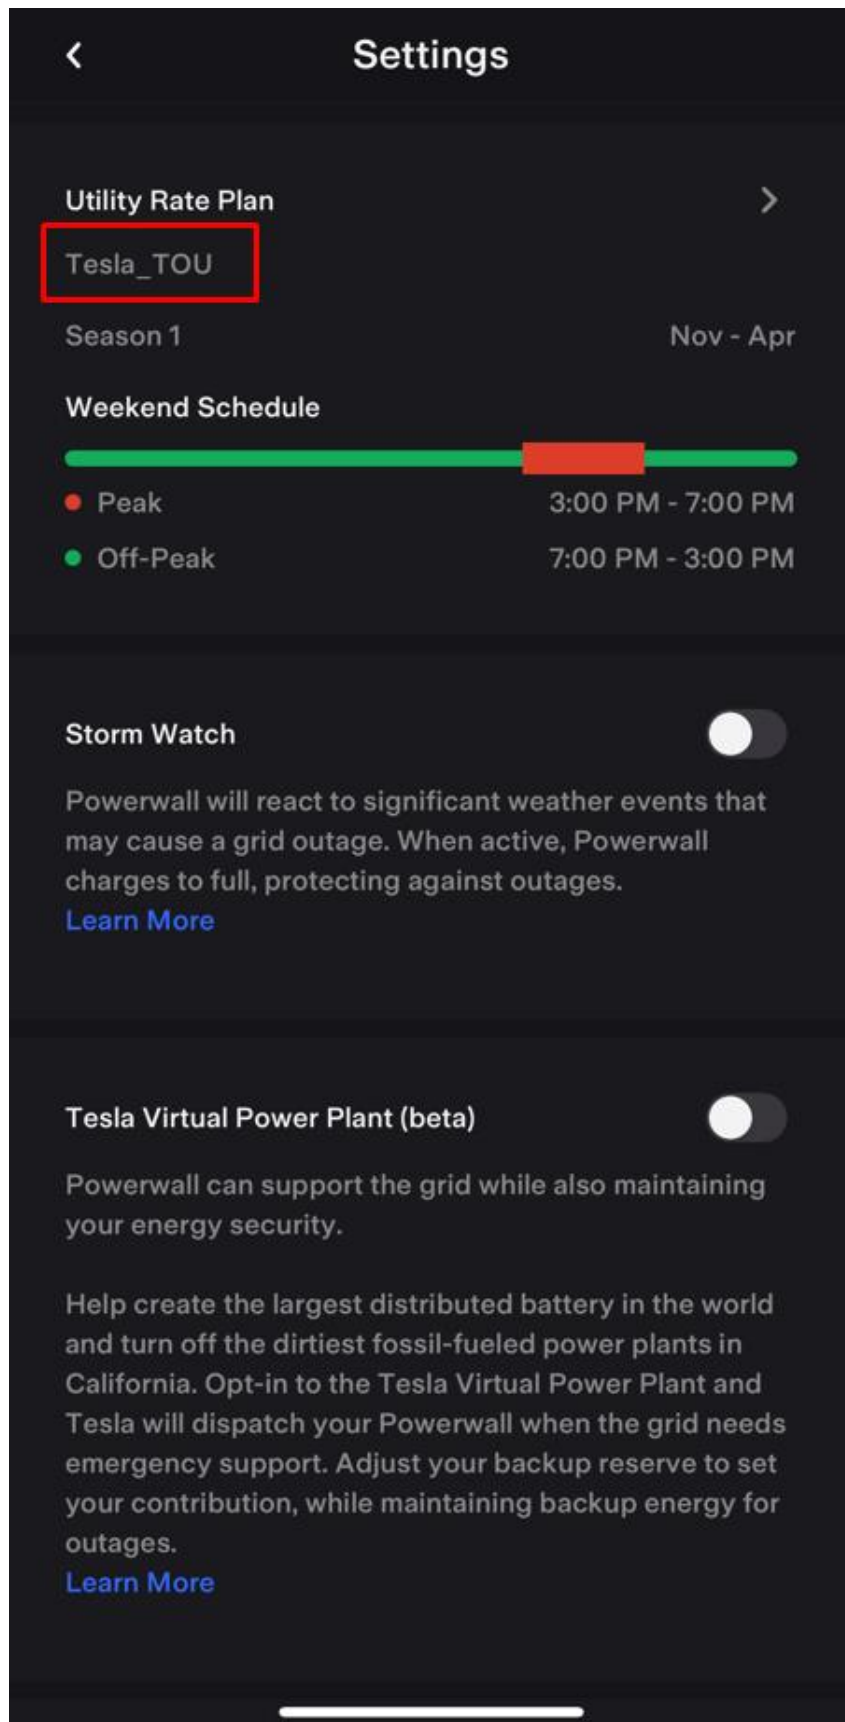 Settings
Utility Rate Plan
Tesla_TOU
Season 1 Nov - Apr
Weekend Schedule
Peak 3:00 PM - 7:00 PM
Off-Peak 7:00 PM - 3:00 PM
Storm Watch
Powerwall will react to significant weather events that
may cause a grid outage. When active, Powerwall
charges to full, protecting against outages.
Learn More
Tesla Virtual Power Plant (beta)
Powerwall can support the grid while also maintaining
your energy security.
Help create the largest distributed battery in the world
and turn off the dirtiest fossil-fueled power plants in
California. Opt-in to the Tesla Virtual Power Plant and
Tesla will dispatch your Powerwall when the grid needs
emergency support. Adjust your backup reserve to set
your contribution, while maintaining backup energy for
outages.
Learn More